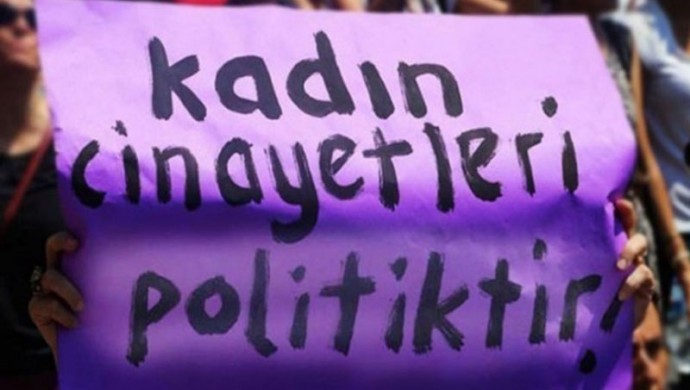 kadın
cinayetleri
politiktir!